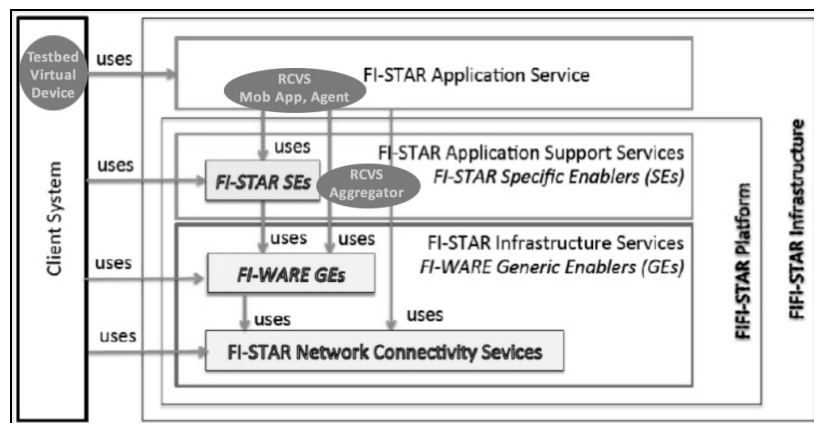 Testbed
Virtual
Device
uses
RCVS
Mob App, Agent
FI-STAR Application Service
uses
uses
FI-STAR SEs
FI-STAR Application Support Services
FI-STAR Specific Enablers (SEs)
RCVS
Aggregator
uses
uses
uses
FI-WARE GEs
FI-STAR Infrastructure Services
FI-WARE Generic Enablers (GEs)
uses
uses
uses
FI-STAR Network Connectivity Sevices
Client System
FIFI-STAR Platform
FIFI-STAR Infrastructure